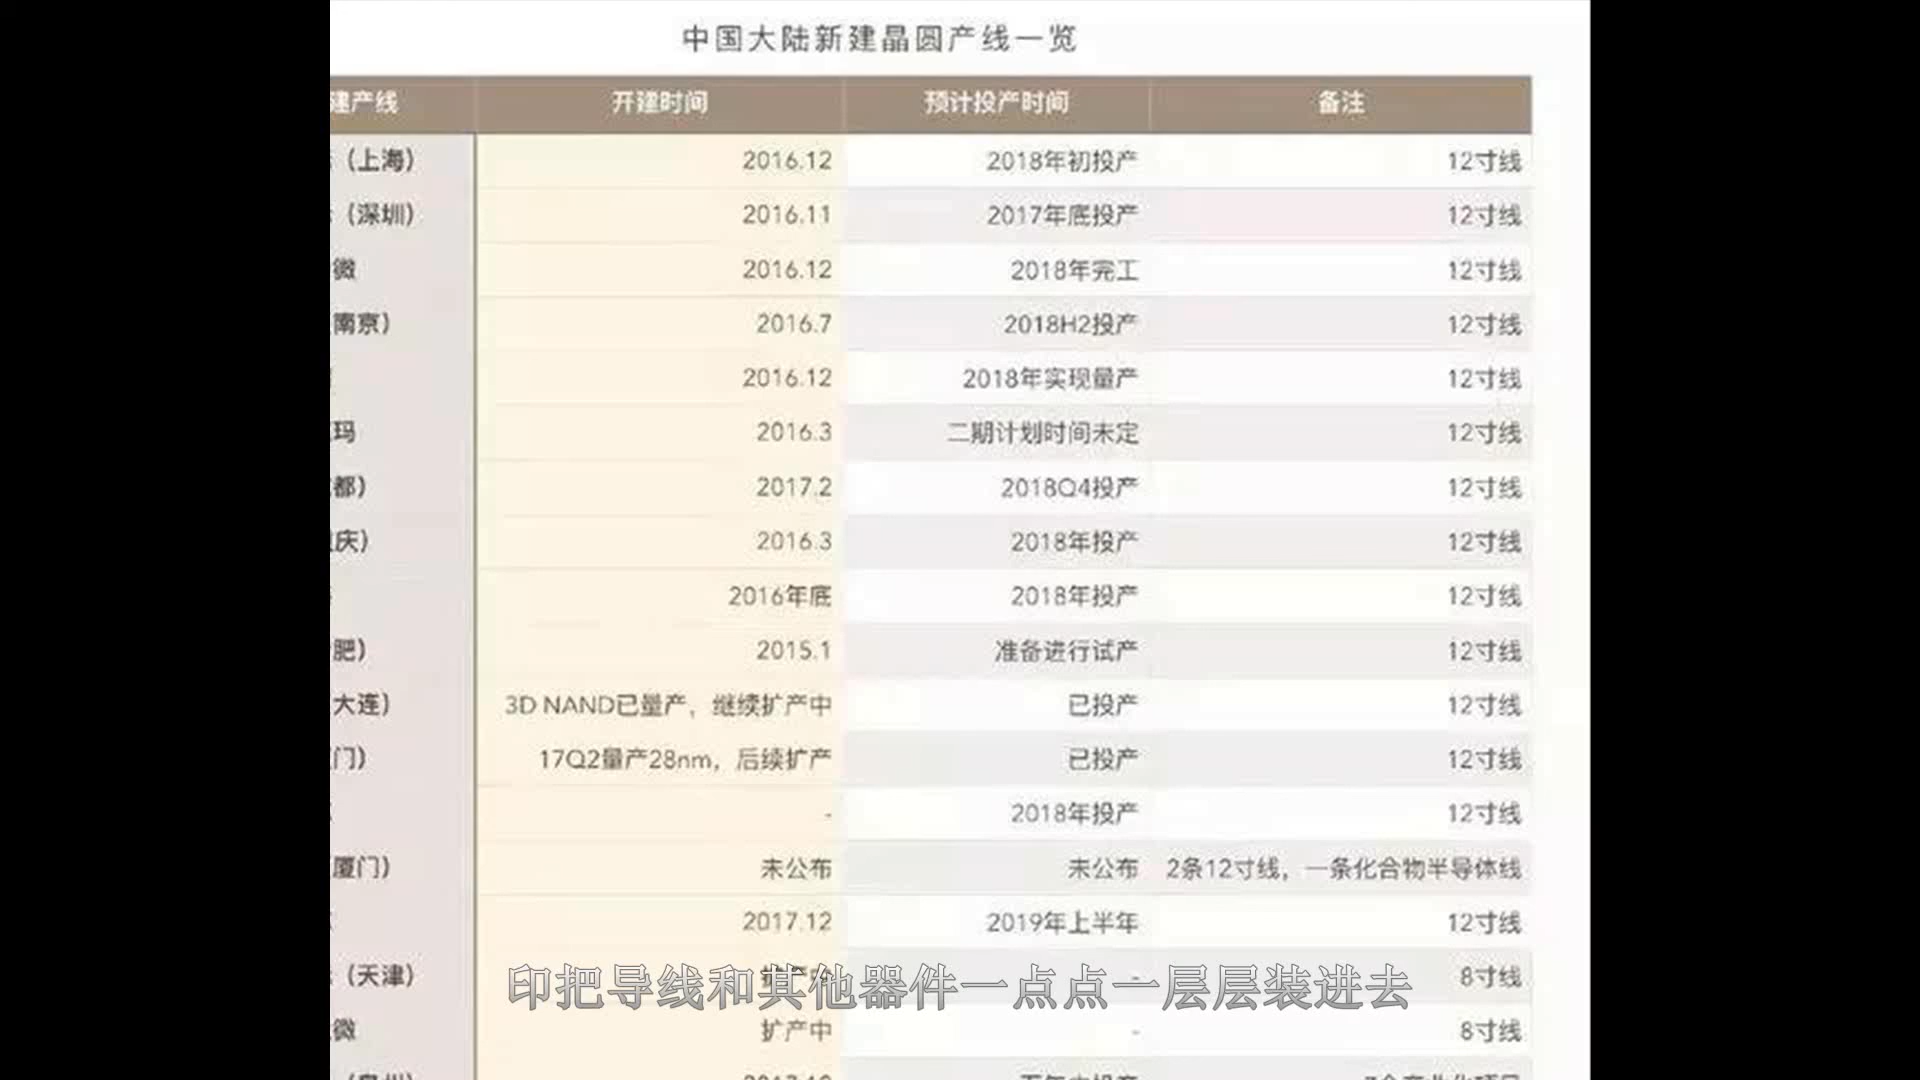 中国大陆新建晶圆产线一览
建产线 开建时间 预计投产时间 备注
（上海） 2016.12 2018年初投产 12寸线
（深圳） 2016.11 2017年底投产 12寸线
微 2016.12 2018年完工 12寸线
南京） 2016.7 2018H2投产 12寸线
2016.12 2018年实现量产 12寸线
玛 2016.3 二期计划时间未定 12寸线
都） 2017.2 2018Q4投产 12寸线
庆） 2016.3 2018年投产 12寸线
2016年底 2018年投产 12寸线
肥） 2015.1 准备进行试产 12寸线
大连） 3D NAND已量产，继续扩产中 已投产 12寸线
门） 17Q2量产28nm，后续扩产 已投产 12寸线
- 2018年投产 12寸线
厦门） 未公布 未公布 2条12寸线，一条化合物半导体线
2017.12 2019年上半年 12寸线
（天津） 扩产中 - 8寸线
印把导线和其他器件一点点一层层装进去
微 扩产中 - 8寸线